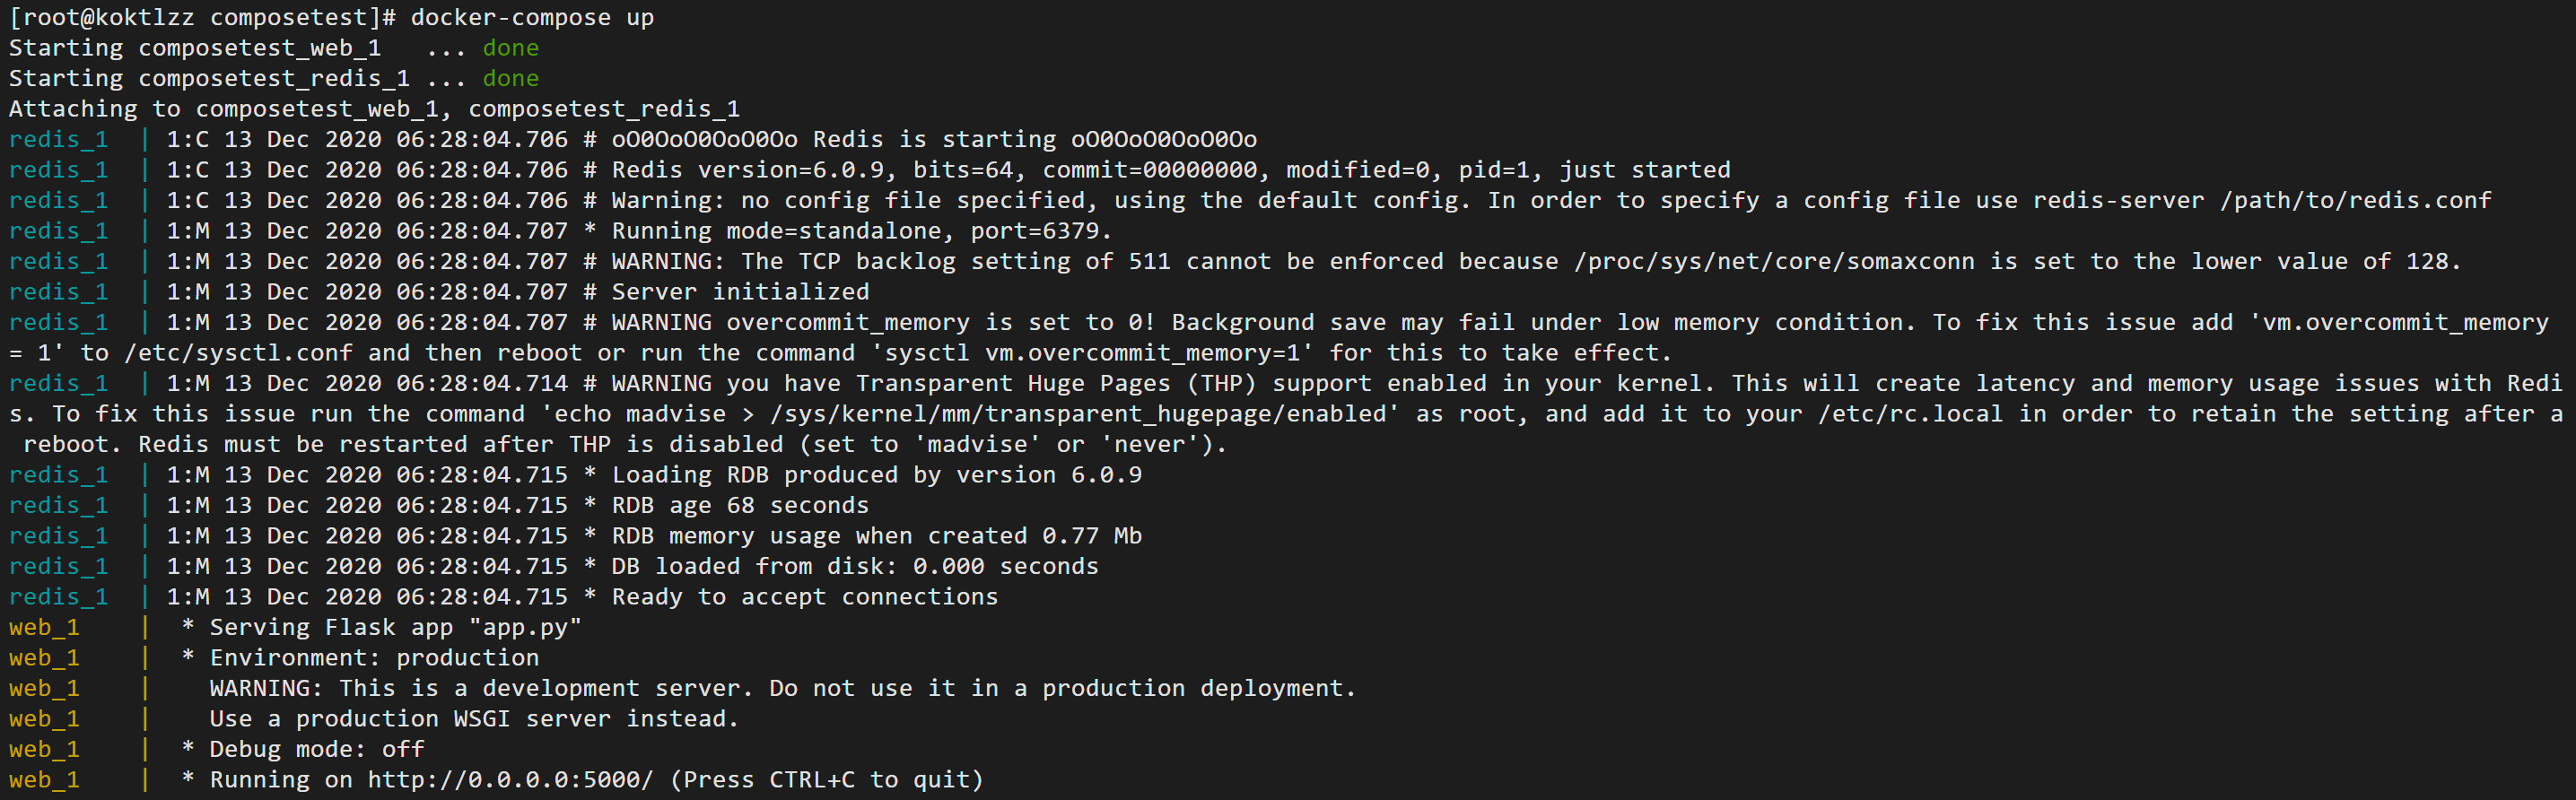 [root@koktlzz composetest]# docker-compose up
Starting composetest_web_1   ... done
Starting composetest_redis_1 ... done
Attaching to composetest_web_1, composetest_redis_1
redis_1  | 1:C 13 Dec 2020 06:28:04.706 # oO0OoO0OoO0Oo Redis is starting oO0OoO0OoO0Oo
redis_1  | 1:C 13 Dec 2020 06:28:04.706 # Redis version=6.0.9, bits=64, commit=00000000, modified=0, pid=1, just started
redis_1  | 1:C 13 Dec 2020 06:28:04.706 # Warning: no config file specified, using the default config. In order to specify a config file use redis-server /path/to/redis.conf
redis_1  | 1:M 13 Dec 2020 06:28:04.707 * Running mode=standalone, port=6379.
redis_1  | 1:M 13 Dec 2020 06:28:04.707 # WARNING: The TCP backlog setting of 511 cannot be enforced because /proc/sys/net/core/somaxconn is set to the lower value of 128.
redis_1  | 1:M 13 Dec 2020 06:28:04.707 # Server initialized
redis_1  | 1:M 13 Dec 2020 06:28:04.707 # WARNING overcommit_memory is set to 0! Background save may fail under low memory condition. To fix this issue add 'vm.overcommit_memory
= 1' to /etc/sysctl.conf and then reboot or run the command 'sysctl vm.overcommit_memory=1' for this to take effect.
redis_1  | 1:M 13 Dec 2020 06:28:04.714 # WARNING you have Transparent Huge Pages (THP) support enabled in your kernel. This will create latency and memory usage issues with Redi
s. To fix this issue run the command 'echo madvise > /sys/kernel/mm/transparent_hugepage/enabled' as root, and add it to your /etc/rc.local in order to retain the setting after a
 reboot. Redis must be restarted after THP is disabled (set to 'madvise' or 'never').
redis_1  | 1:M 13 Dec 2020 06:28:04.715 * Loading RDB produced by version 6.0.9
redis_1  | 1:M 13 Dec 2020 06:28:04.715 * RDB age 68 seconds
redis_1  | 1:M 13 Dec 2020 06:28:04.715 * RDB memory usage when created 0.77 Mb
redis_1  | 1:M 13 Dec 2020 06:28:04.715 * DB loaded from disk: 0.000 seconds
redis_1  | 1:M 13 Dec 2020 06:28:04.715 * Ready to accept connections
web_1    |  * Serving Flask app "app.py"
web_1    |  * Environment: production
web_1    |    WARNING: This is a development server. Do not use it in a production deployment.
web_1    |    Use a production WSGI server instead.
web_1    |  * Debug mode: off
web_1    |  * Running on http://0.0.0.0:5000/ (Press CTRL+C to quit)